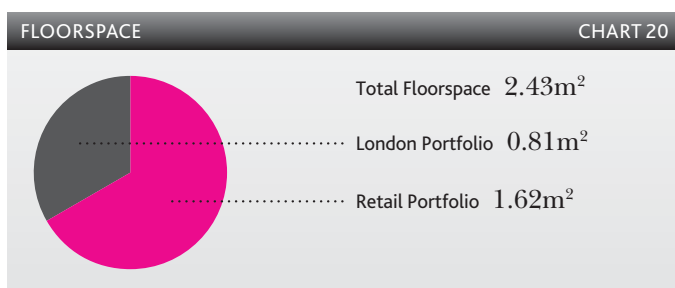 FLOORSPACE CHART 20
Total Floorspace 2.43m²
London Portfolio 0.81m²
Retail Portfolio 1.62m²